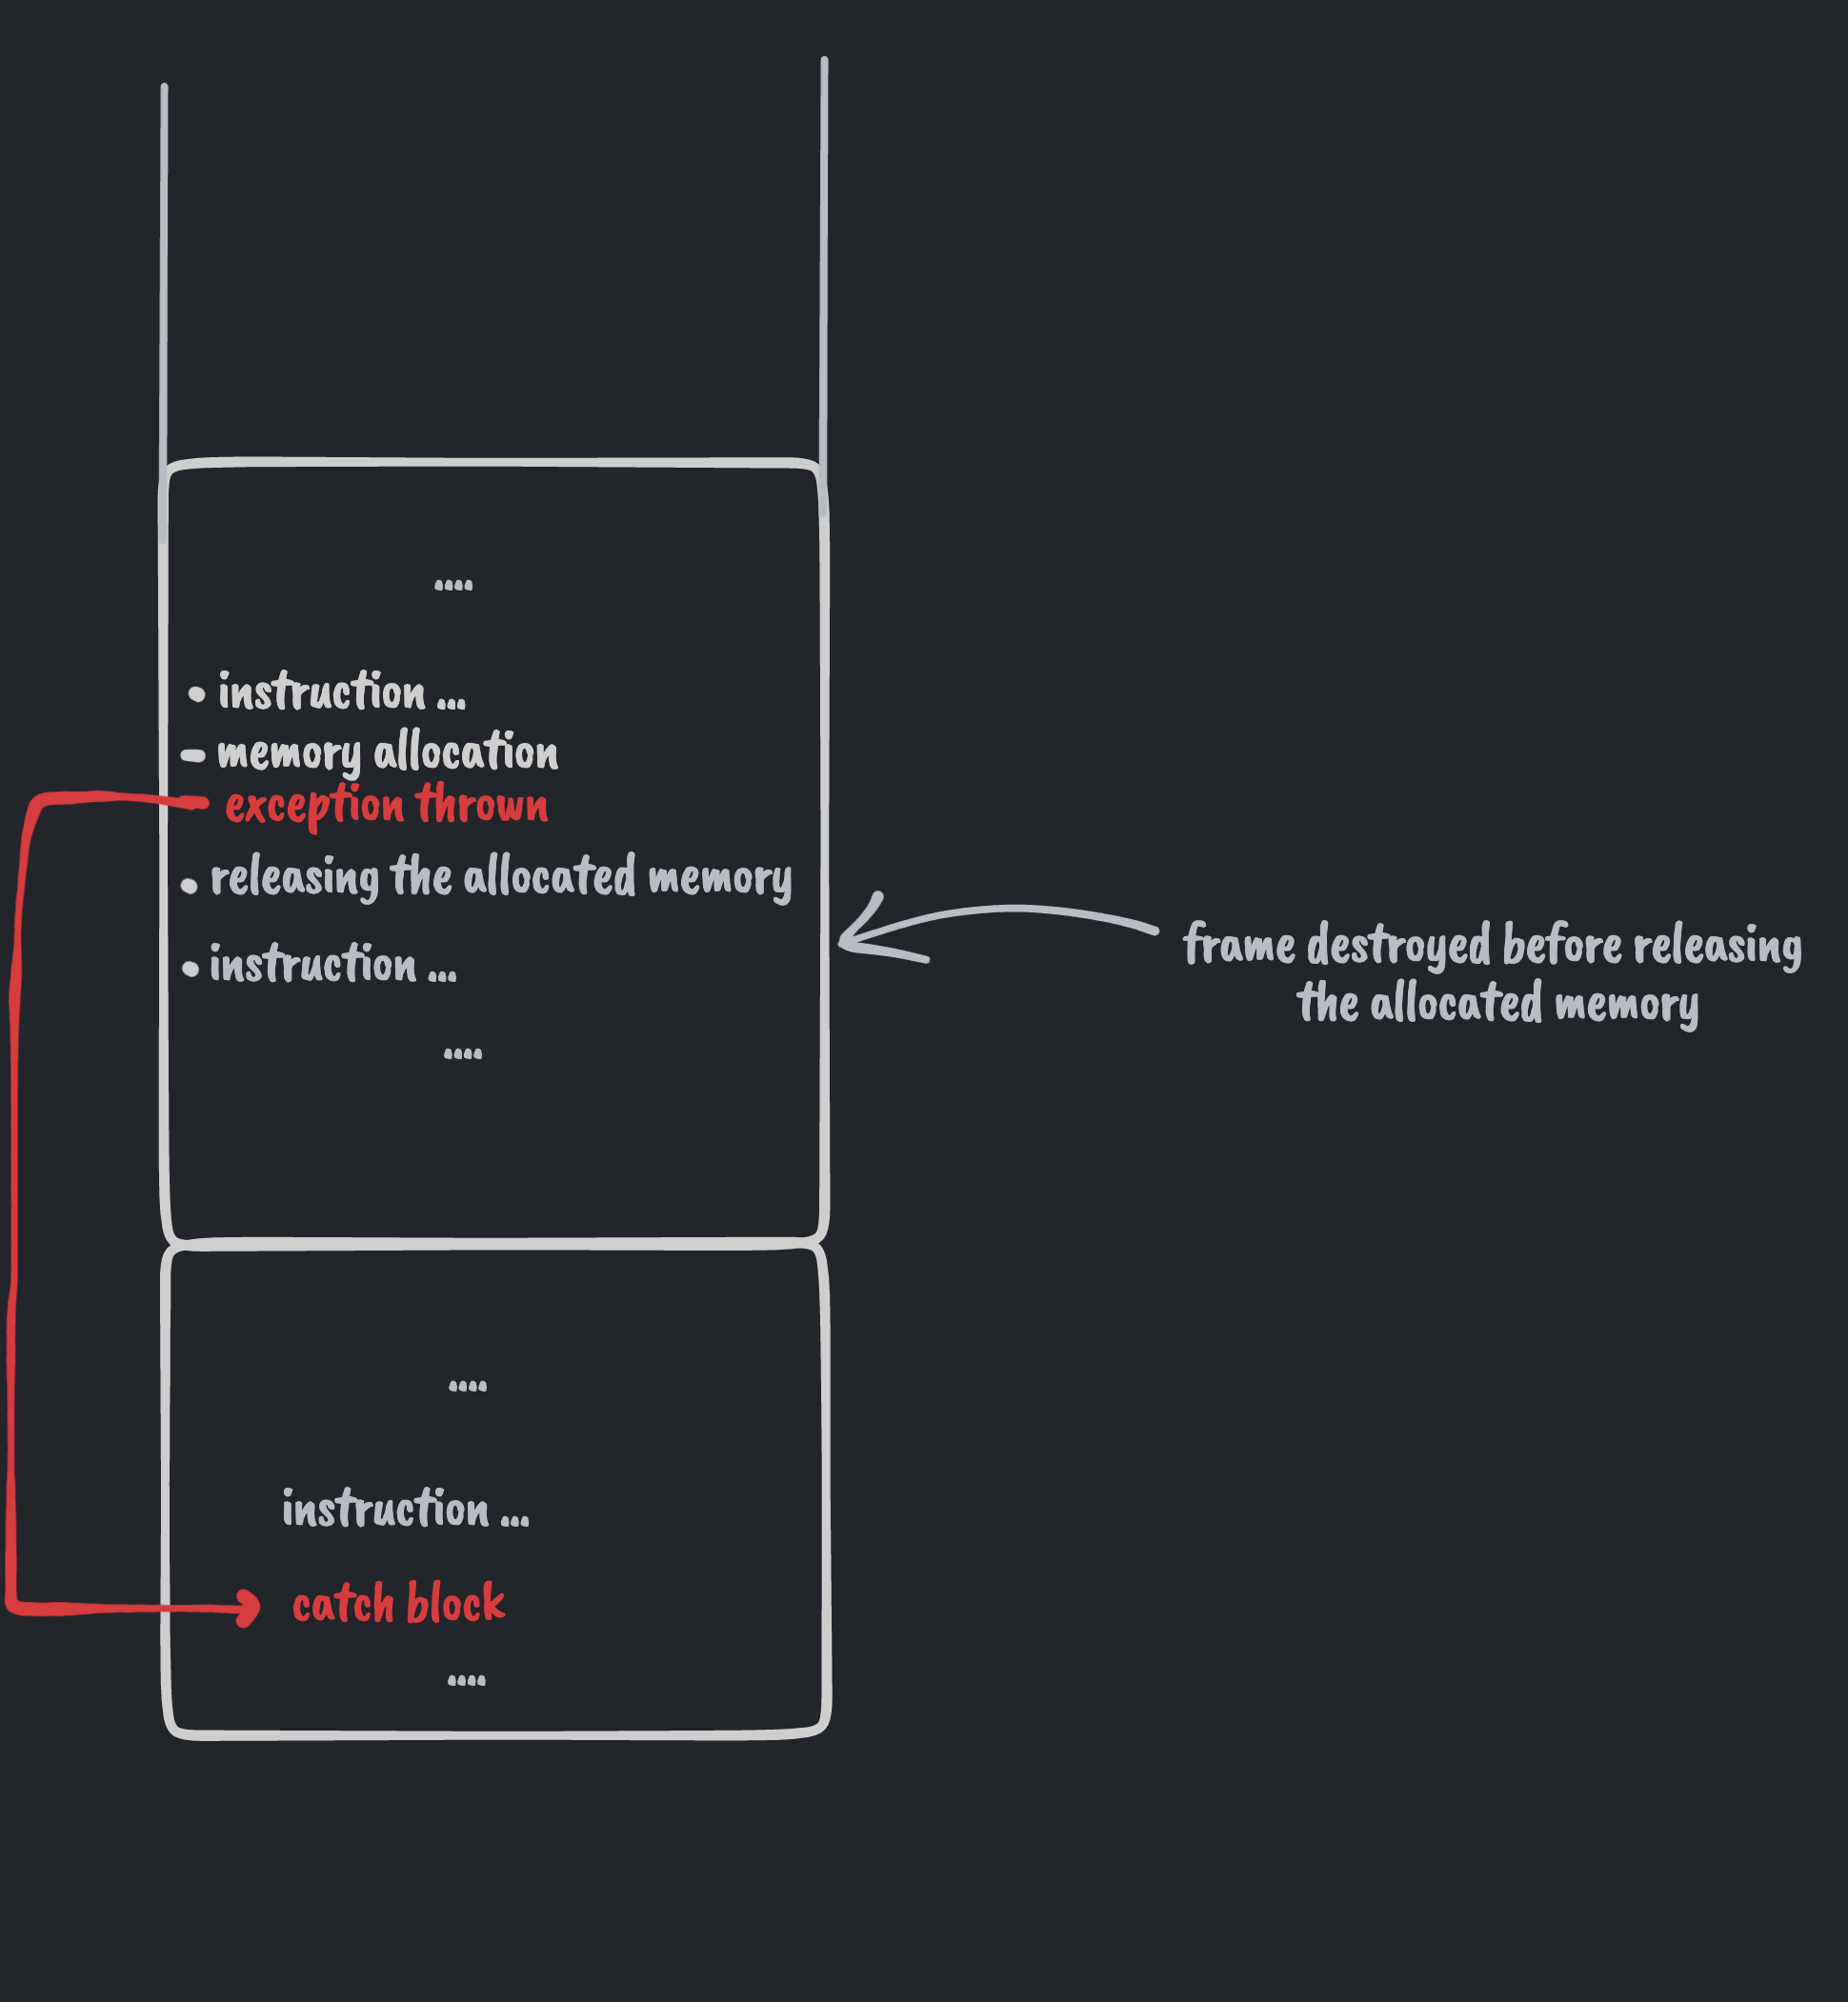 ....
• instruction ...
- memory allocation
exception thrown
• releasing the allocated memory
frame destroyed before releasing
the allocated memory
• instruction ...
....
....
instruction ...
catch block
....